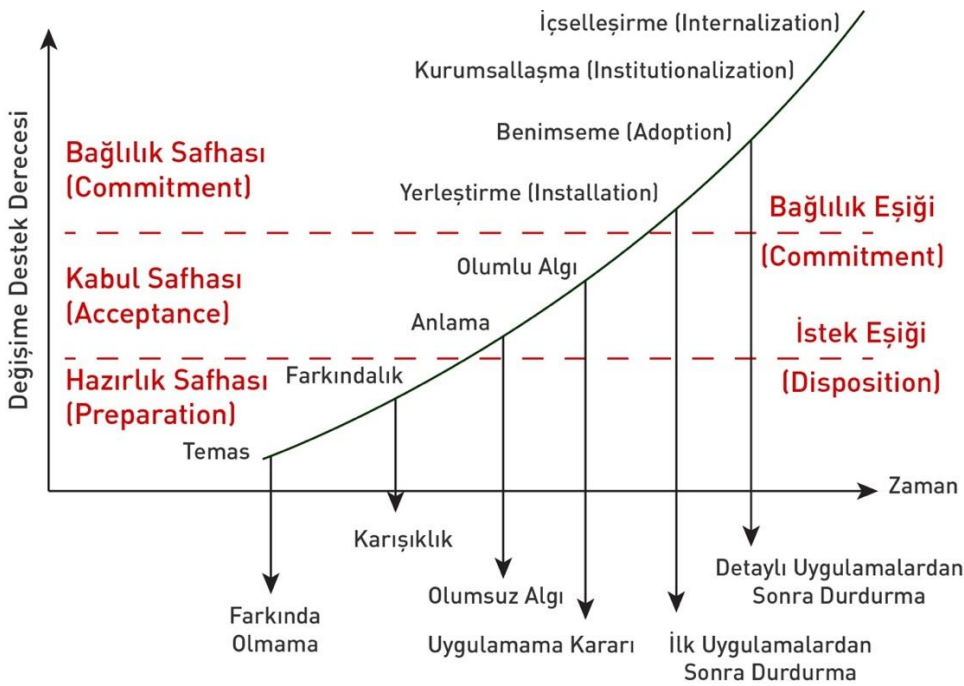 İçselleşirme (Internalization)
Kurumsallaşma (Institutionalization)
Benimseme (Adoption)
Yerleştirme (Installation)
Olumlu Algı
Anlama
Farkındalık
Temas
Değişime Destek Derecesi
Bağlılık Safhası
(Commitment)
Kabul Safhası
(Acceptance)
Hazırlık Safhası
(Preparation)
Bağlılık Eşiği
(Commitment)
İstek Eşiği
(Disposition)
Zaman
Farkında
Olmama
Karışıklık
Olumsuz Algı
Uygulamama Kararı
İlk Uygulamalardan
Sonra Durdurma
Detaylı Uygulamalardan
Sonra Durdurma